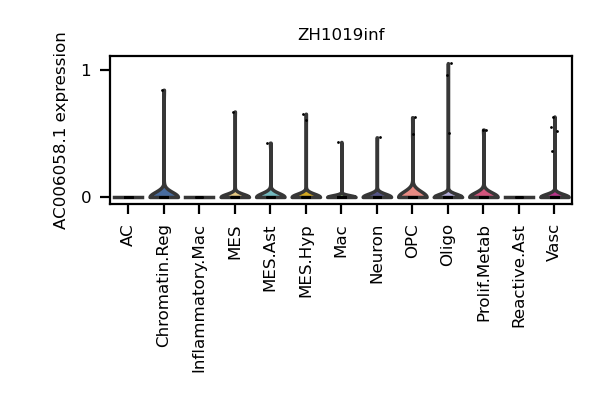 ZH1019inf
AC006058.1 expression
1
0
AC
Chromatin.Reg
Inflammatory.Mac
MES
MES.Ast
MES.Hyp
Mac
Neuron
OPC
Oligo
Prolif.Metab
Reactive.Ast
Vasc